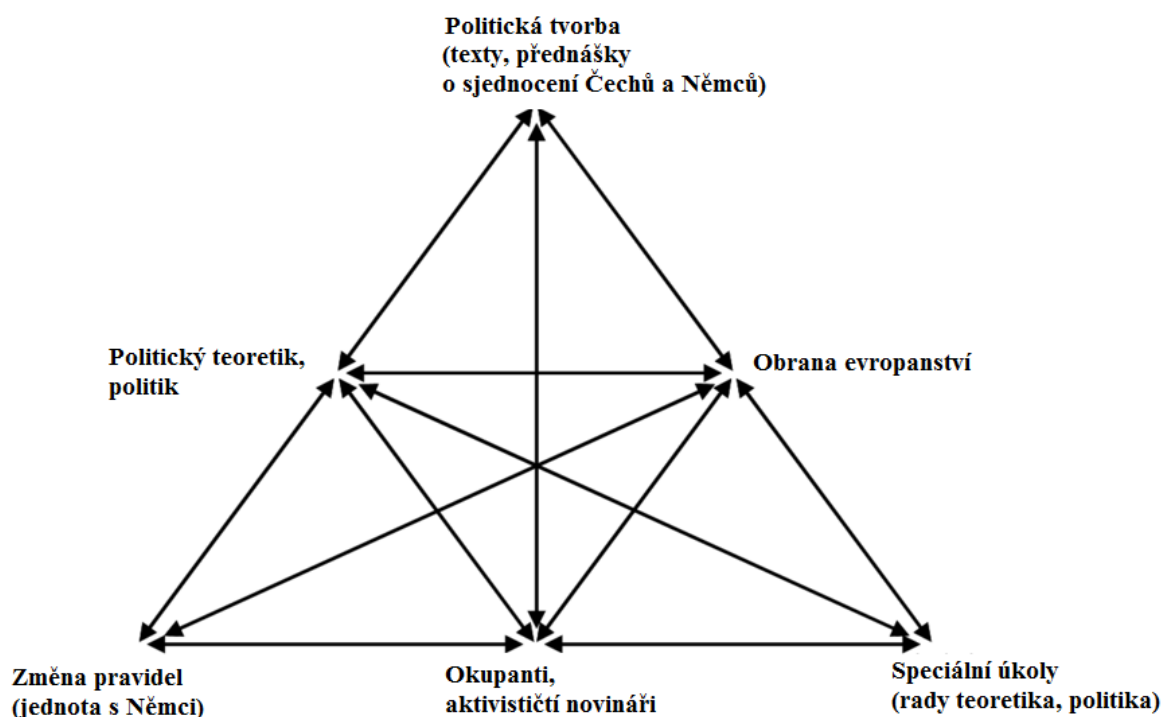 Politická tvorba
(texty, přednášky
o sjednocení Čechů a Němců)
Politický teoretik,
politik
Obrana evropanství
Změna pravidel
(jednota s Němci)
Okupanti,
aktivističtí novináři
Speciální úkoly
(rady teoretika, politika)